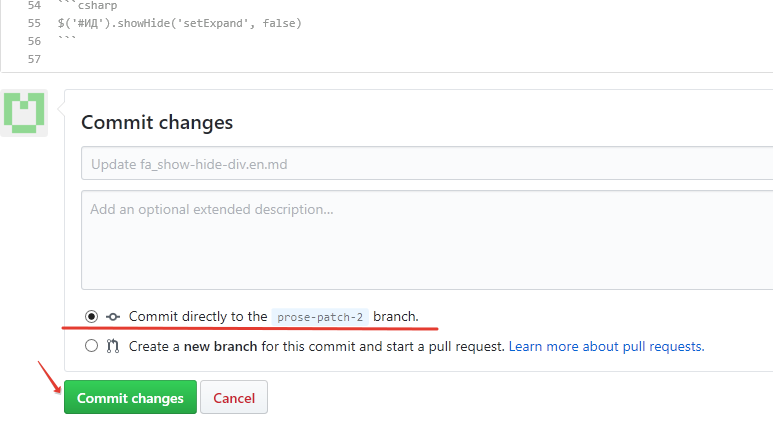 54 ```csharp
55 $('#ИД').showHide('setExpand', false)
56 ```
57
Commit changes
Update fa_show-hide-div.en.md
Add an optional extended description...
Commit directly to the prose-patch-2 branch.
Create a new branch for this commit and start a pull request. Learn more about pull requests.
Commit changes Cancel